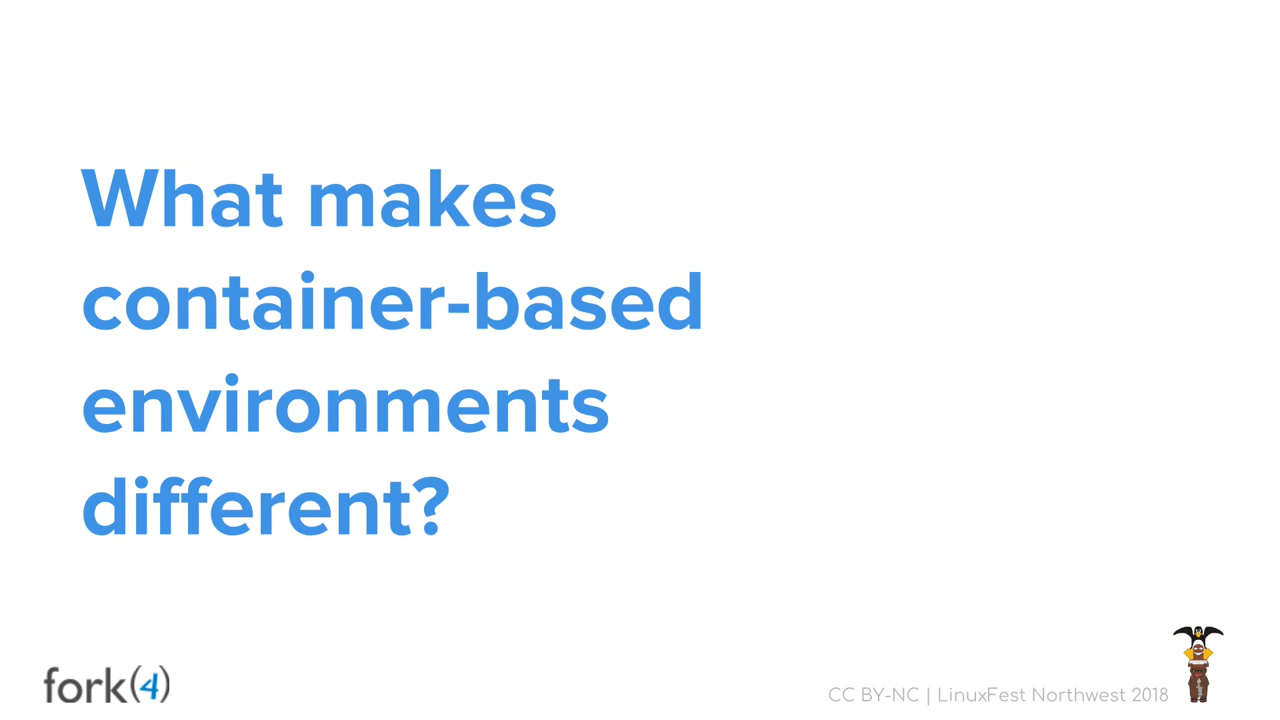 What makes
container-based
environments
different?
fork(4)
CC BY-NC | LinuxFest Northwest 2018